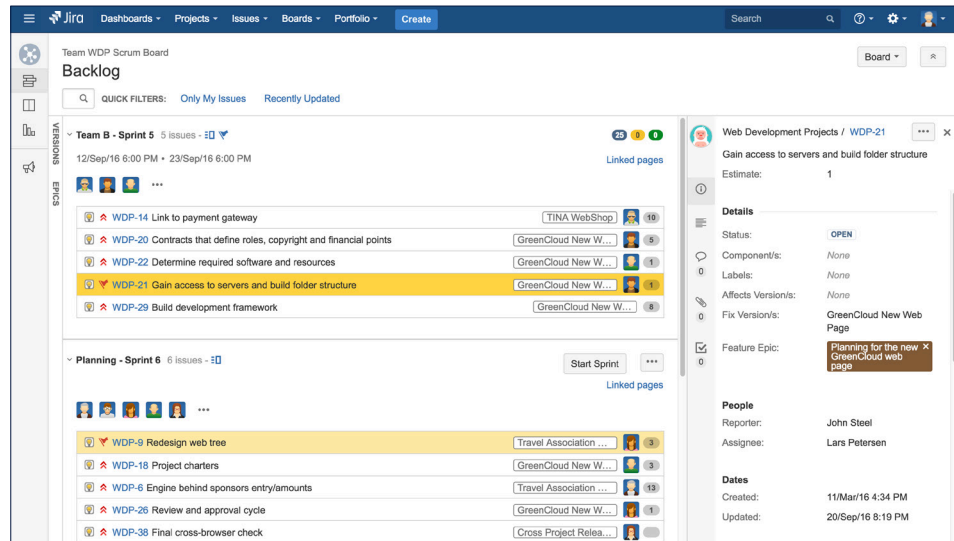 Jira Dashboards Projects Issues Boards Portfolio Create Search
Team WDP Scrum Board
Backlog
Board
QUICK FILTERS: Only My Issues Recently Updated
VERSIONS
EPICS
Team B - Sprint 5 5 issues -
25 0 0
12/Sep/16 6:00 PM • 23/Sep/16 6:00 PM
Linked pages
WDP-14 Link to payment gateway TINA WebShop 10
WDP-20 Contracts that define roles, copyright and financial points GreenCloud New W... 5
WDP-22 Determine required software and resources GreenCloud New W... 1
WDP-21 Gain access to servers and build folder structure GreenCloud New W... 1
WDP-29 Build development framework GreenCloud New W... 8
Planning - Sprint 6 6 issues -
Start Sprint
Linked pages
WDP-9 Redesign web tree Travel Association ... 3
WDP-18 Project charters GreenCloud New W... 3
WDP-6 Engine behind sponsors entry/amounts Travel Association ... 13
WDP-26 Review and approval cycle GreenCloud New W... 1
WDP-38 Final cross-browser check Cross Project Relea...
Web Development Projects / WDP-21
Gain access to servers and build folder structure
Estimate: 1
Details
Status: OPEN
Component/s: None
0
Labels: None
Affects Version/s: None
0
Fix Version/s: GreenCloud New Web
Page
Feature Epic: Planning for the new
GreenCloud web
page
0
People
Reporter: John Steel
Assignee: Lars Petersen
Dates
Created: 11/Mar/16 4:34 PM
Updated: 20/Sep/16 8:19 PM